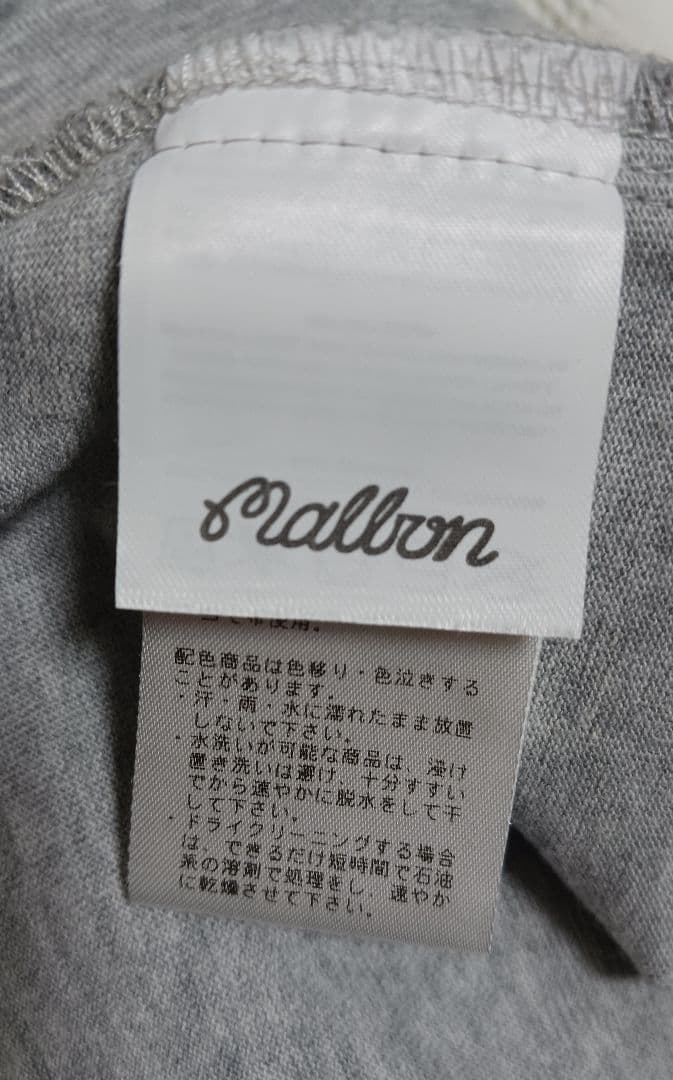 Malbon
当て布使用。
配色商品は色移り・色泣きする
ことがあります。
・汗・雨・水に濡れたまま放置
しないで下さい。
・水洗いが可能な商品は、浸け
置き洗いは避け、十分すすい
でから速やかに脱水をして干
して下さい。
・ドライクリーニングする場合
は、できるだけ短時間で石油
系の溶剤で処理をし、速やか
に乾燥させて下さい。